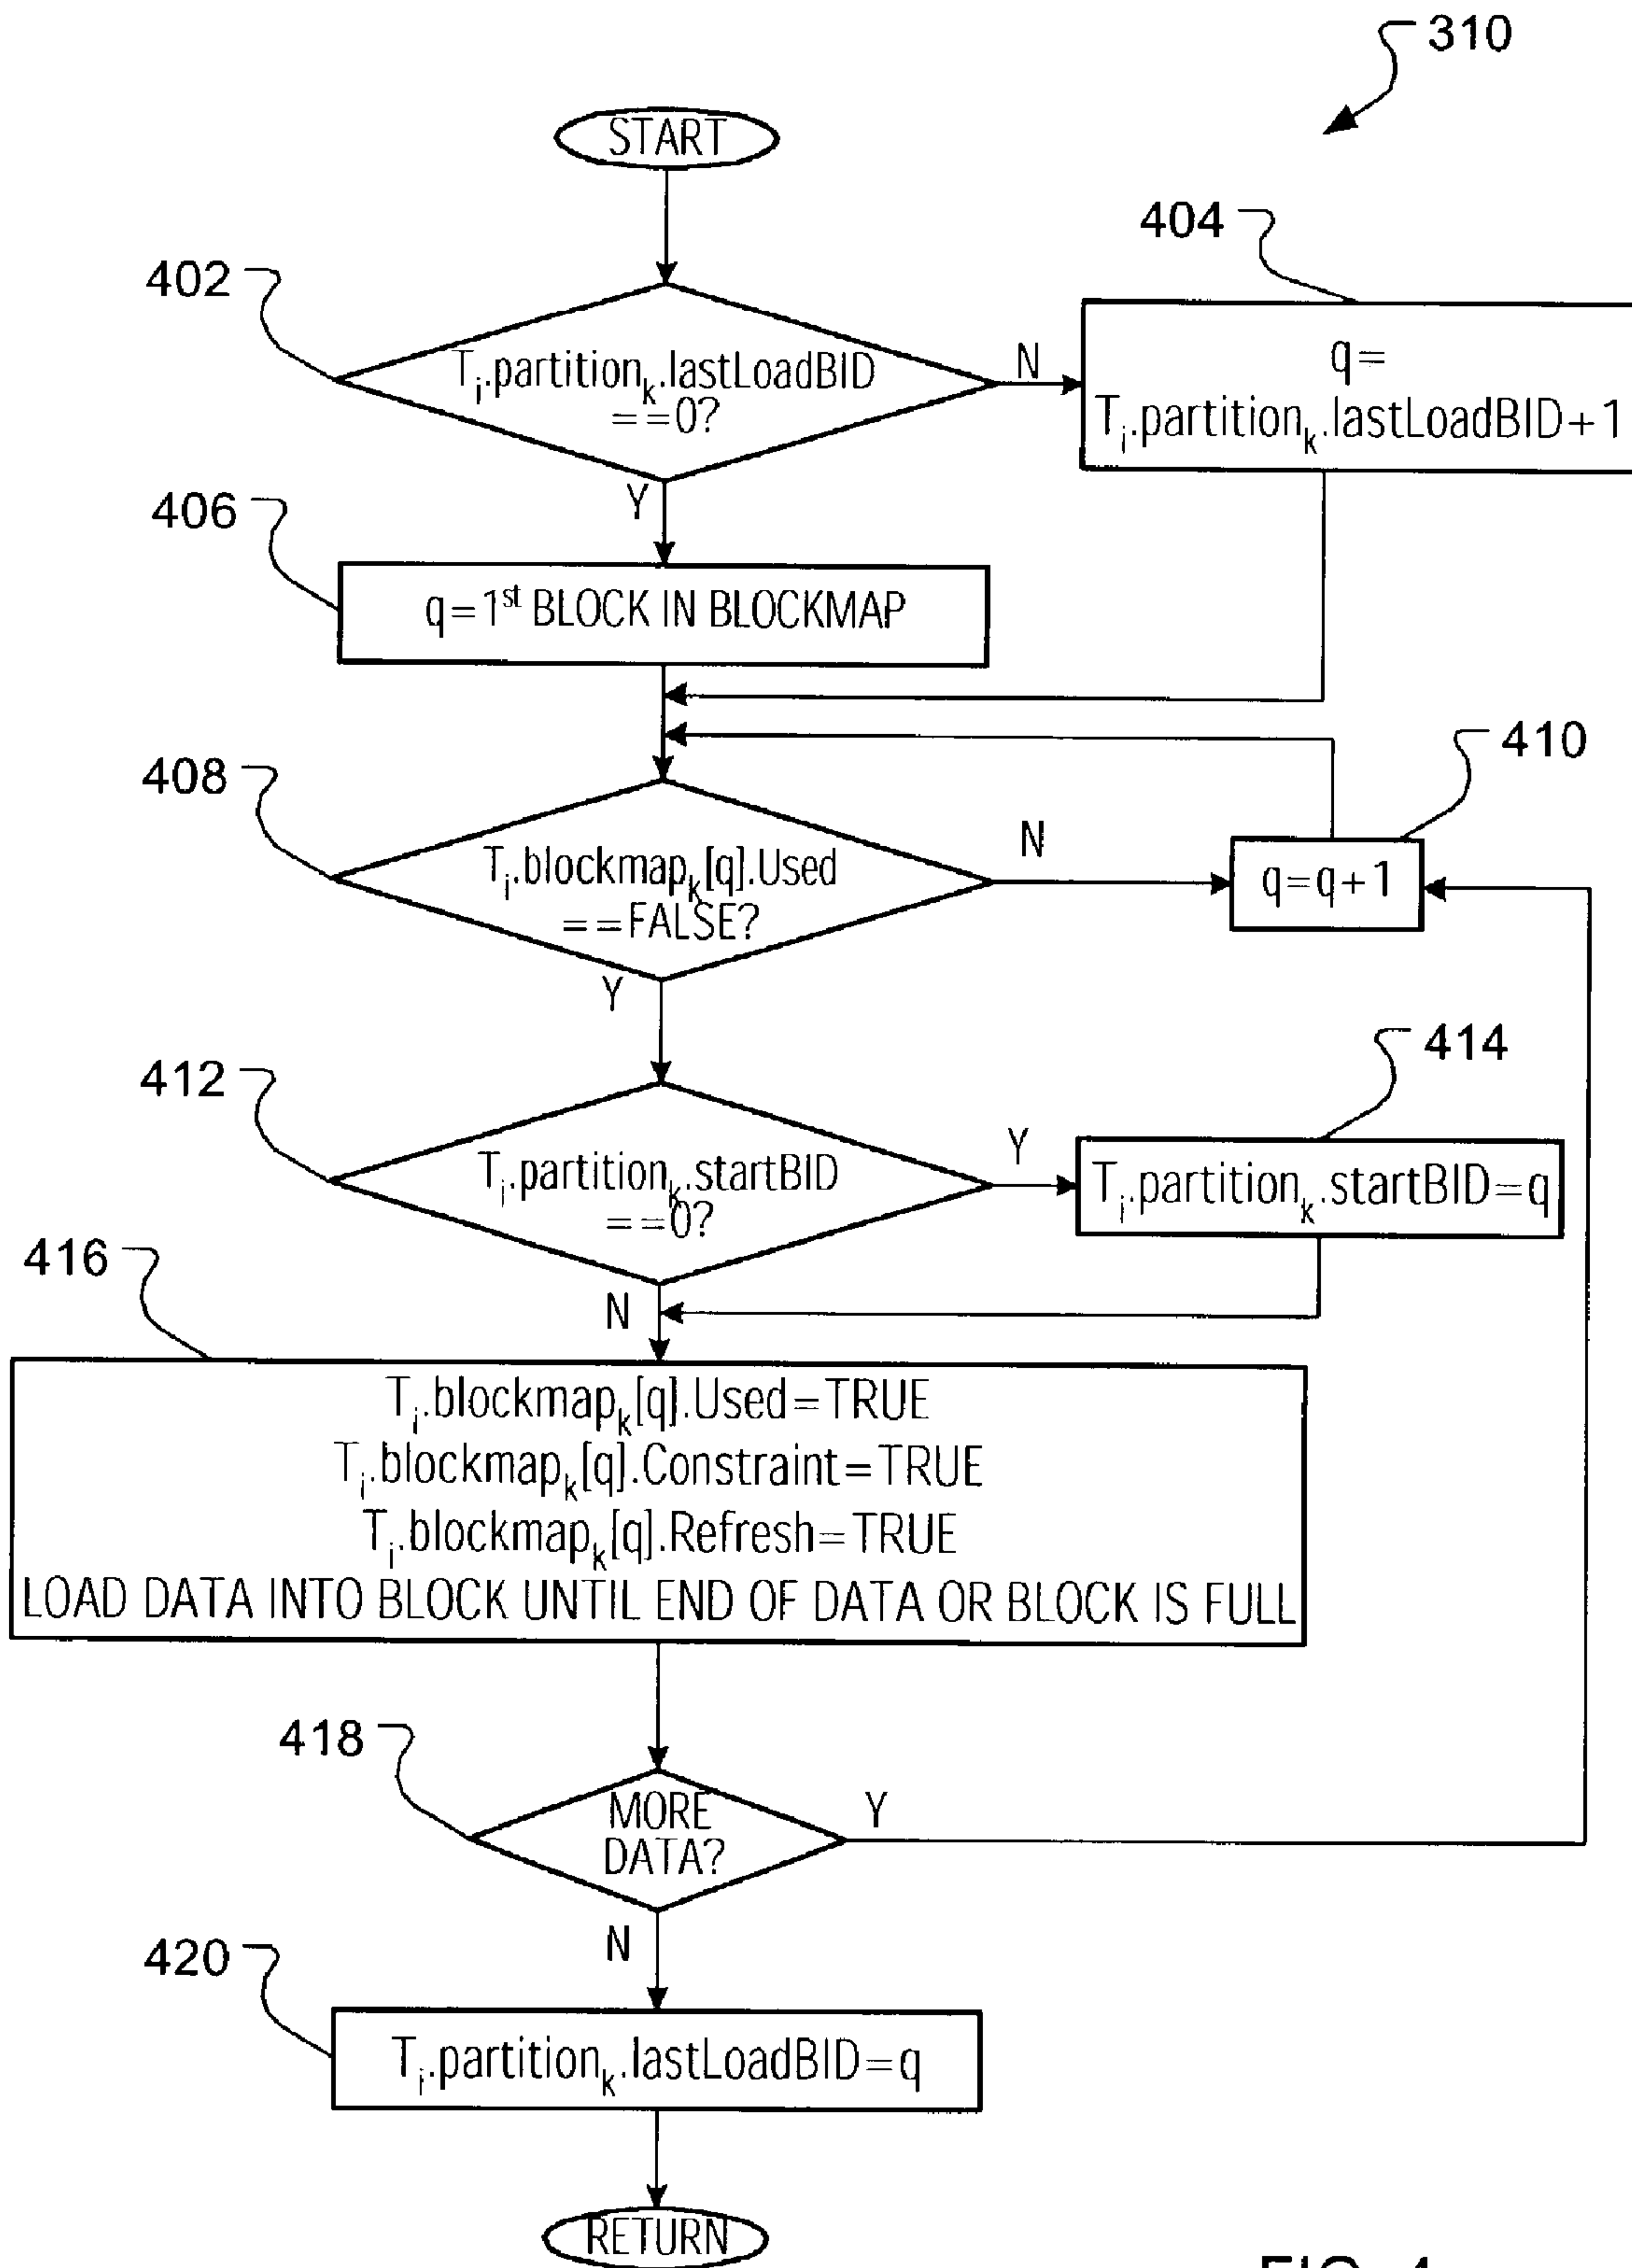 310
START
404
402
T_i.partition_k.lastLoadBID
==0?
N
q=
T_i.partition_k.lastLoadBID+1
Y
406
q=1st BLOCK IN BLOCKMAP
410
408
T_i.blockmap_k[q].Used
==FALSE?
N
q=q+1
Y
414
412
T_i.partition_k.startBID
==0?
Y
T_i.partition_k.startBID=q
416
N
T_i.blockmap_k[q].Used=TRUE
T_i.blockmap_k[q].Constraint=TRUE
T_i.blockmap_k[q].Refresh=TRUE
LOAD DATA INTO BLOCK UNTIL END OF DATA OR BLOCK IS FULL
418
MORE
DATA?
Y
N
420
T_i.partition_k.lastLoadBID=q
RETURN